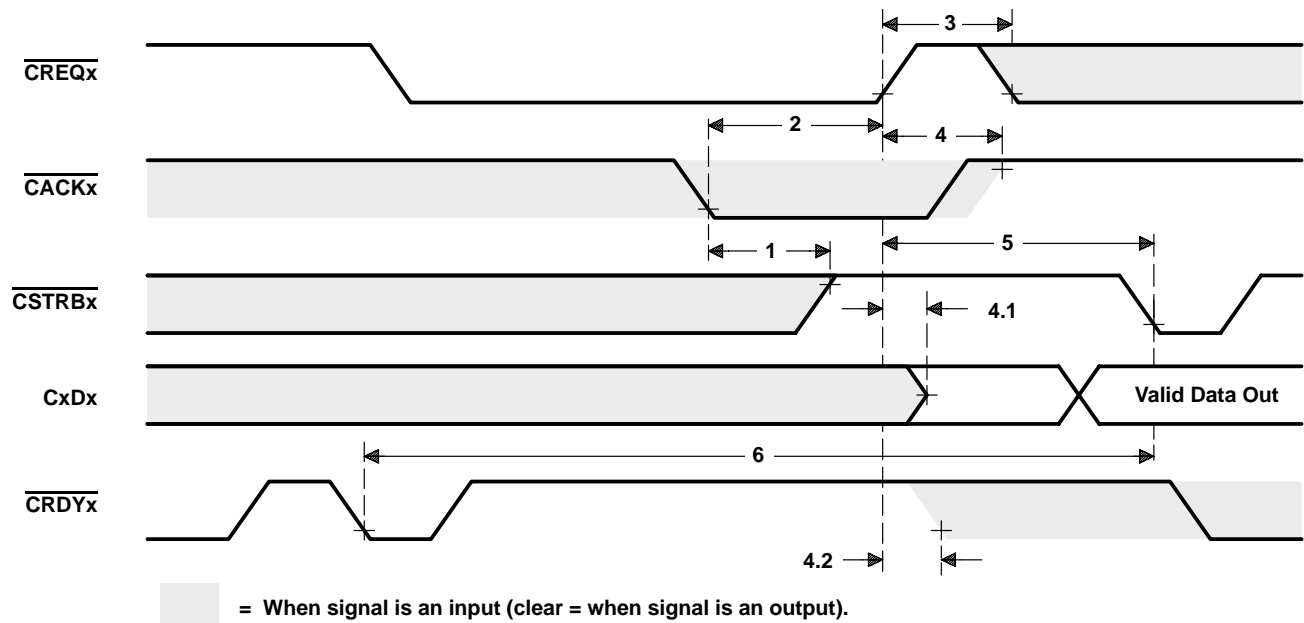 3
CREQx
2
4
CACKx
1
5
CSTRBx
4.1
CxDx
Valid Data Out
6
CRDYx
4.2
= When signal is an input (clear = when signal is an output).